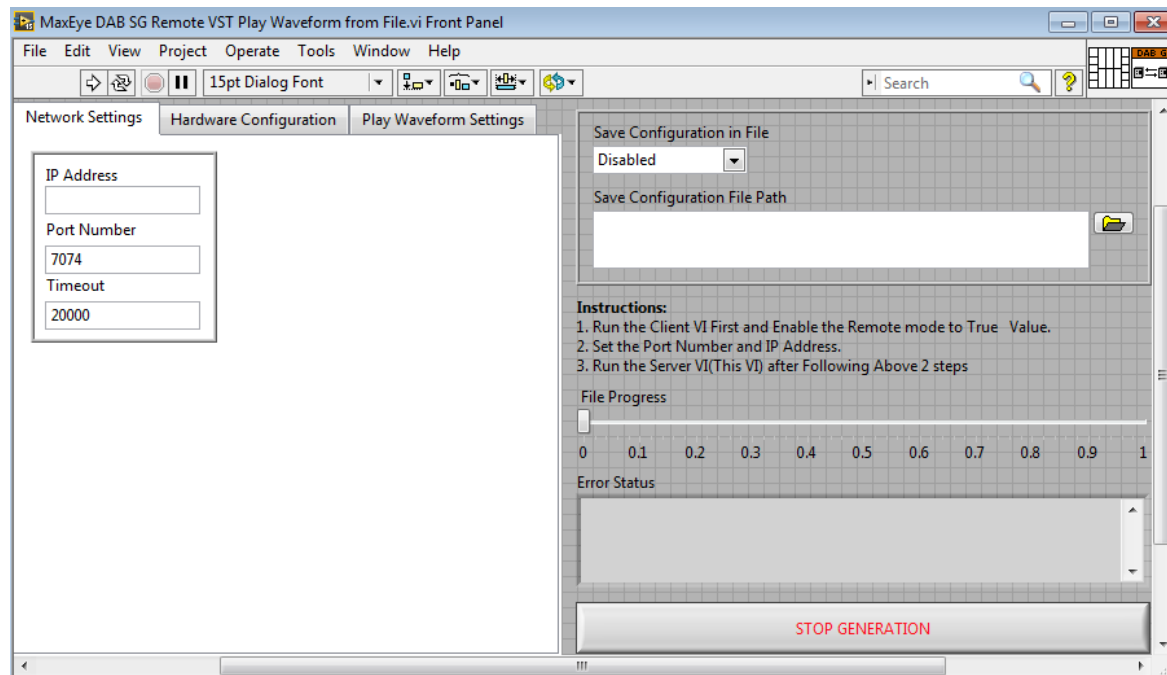 MaxEye DAB SG Remote VST Play Waveform from File.vi Front Panel
File Edit View Project Operate Tools Window Help
15pt Dialog Font
Search
DAB G
Network Settings Hardware Configuration Play Waveform Settings
IP Address
Port Number
7074
Timeout
20000
Save Configuration in File
Disabled
Save Configuration File Path
Instructions:
1. Run the Client VI First and Enable the Remote mode to True Value.
2. Set the Port Number and IP Address.
3. Run the Server VI(This VI) after Following Above 2 steps
File Progress
0 0.1 0.2 0.3 0.4 0.5 0.6 0.7 0.8 0.9 1
Error Status
STOP GENERATION